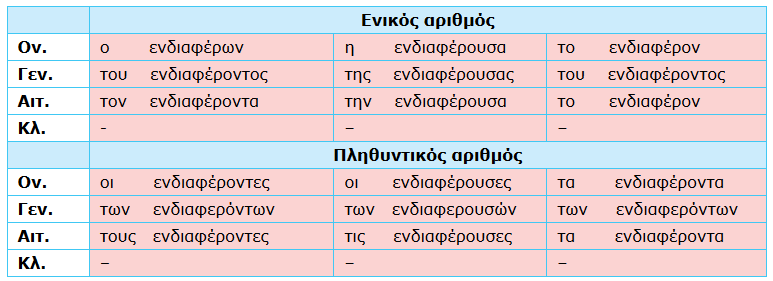 Ενικός αριθμός
Ον. ο ενδιαφέρων η ενδιαφέρουσα το ενδιαφέρον
Γεν. του ενδιαφέροντος της ενδιαφέρουσας του ενδιαφέροντος
Αιτ. τον ενδιαφέροντα την ενδιαφέρουσα το ενδιαφέρον
Κλ. - – –
Πληθυντικός αριθμός
Ον. οι ενδιαφέροντες οι ενδιαφέρουσες τα ενδιαφέροντα
Γεν. των ενδιαφερόντων των ενδιαφερουσών των ενδιαφερόντων
Αιτ. τους ενδιαφέροντες τις ενδιαφέρουσες τα ενδιαφέροντα
Κλ. – – –